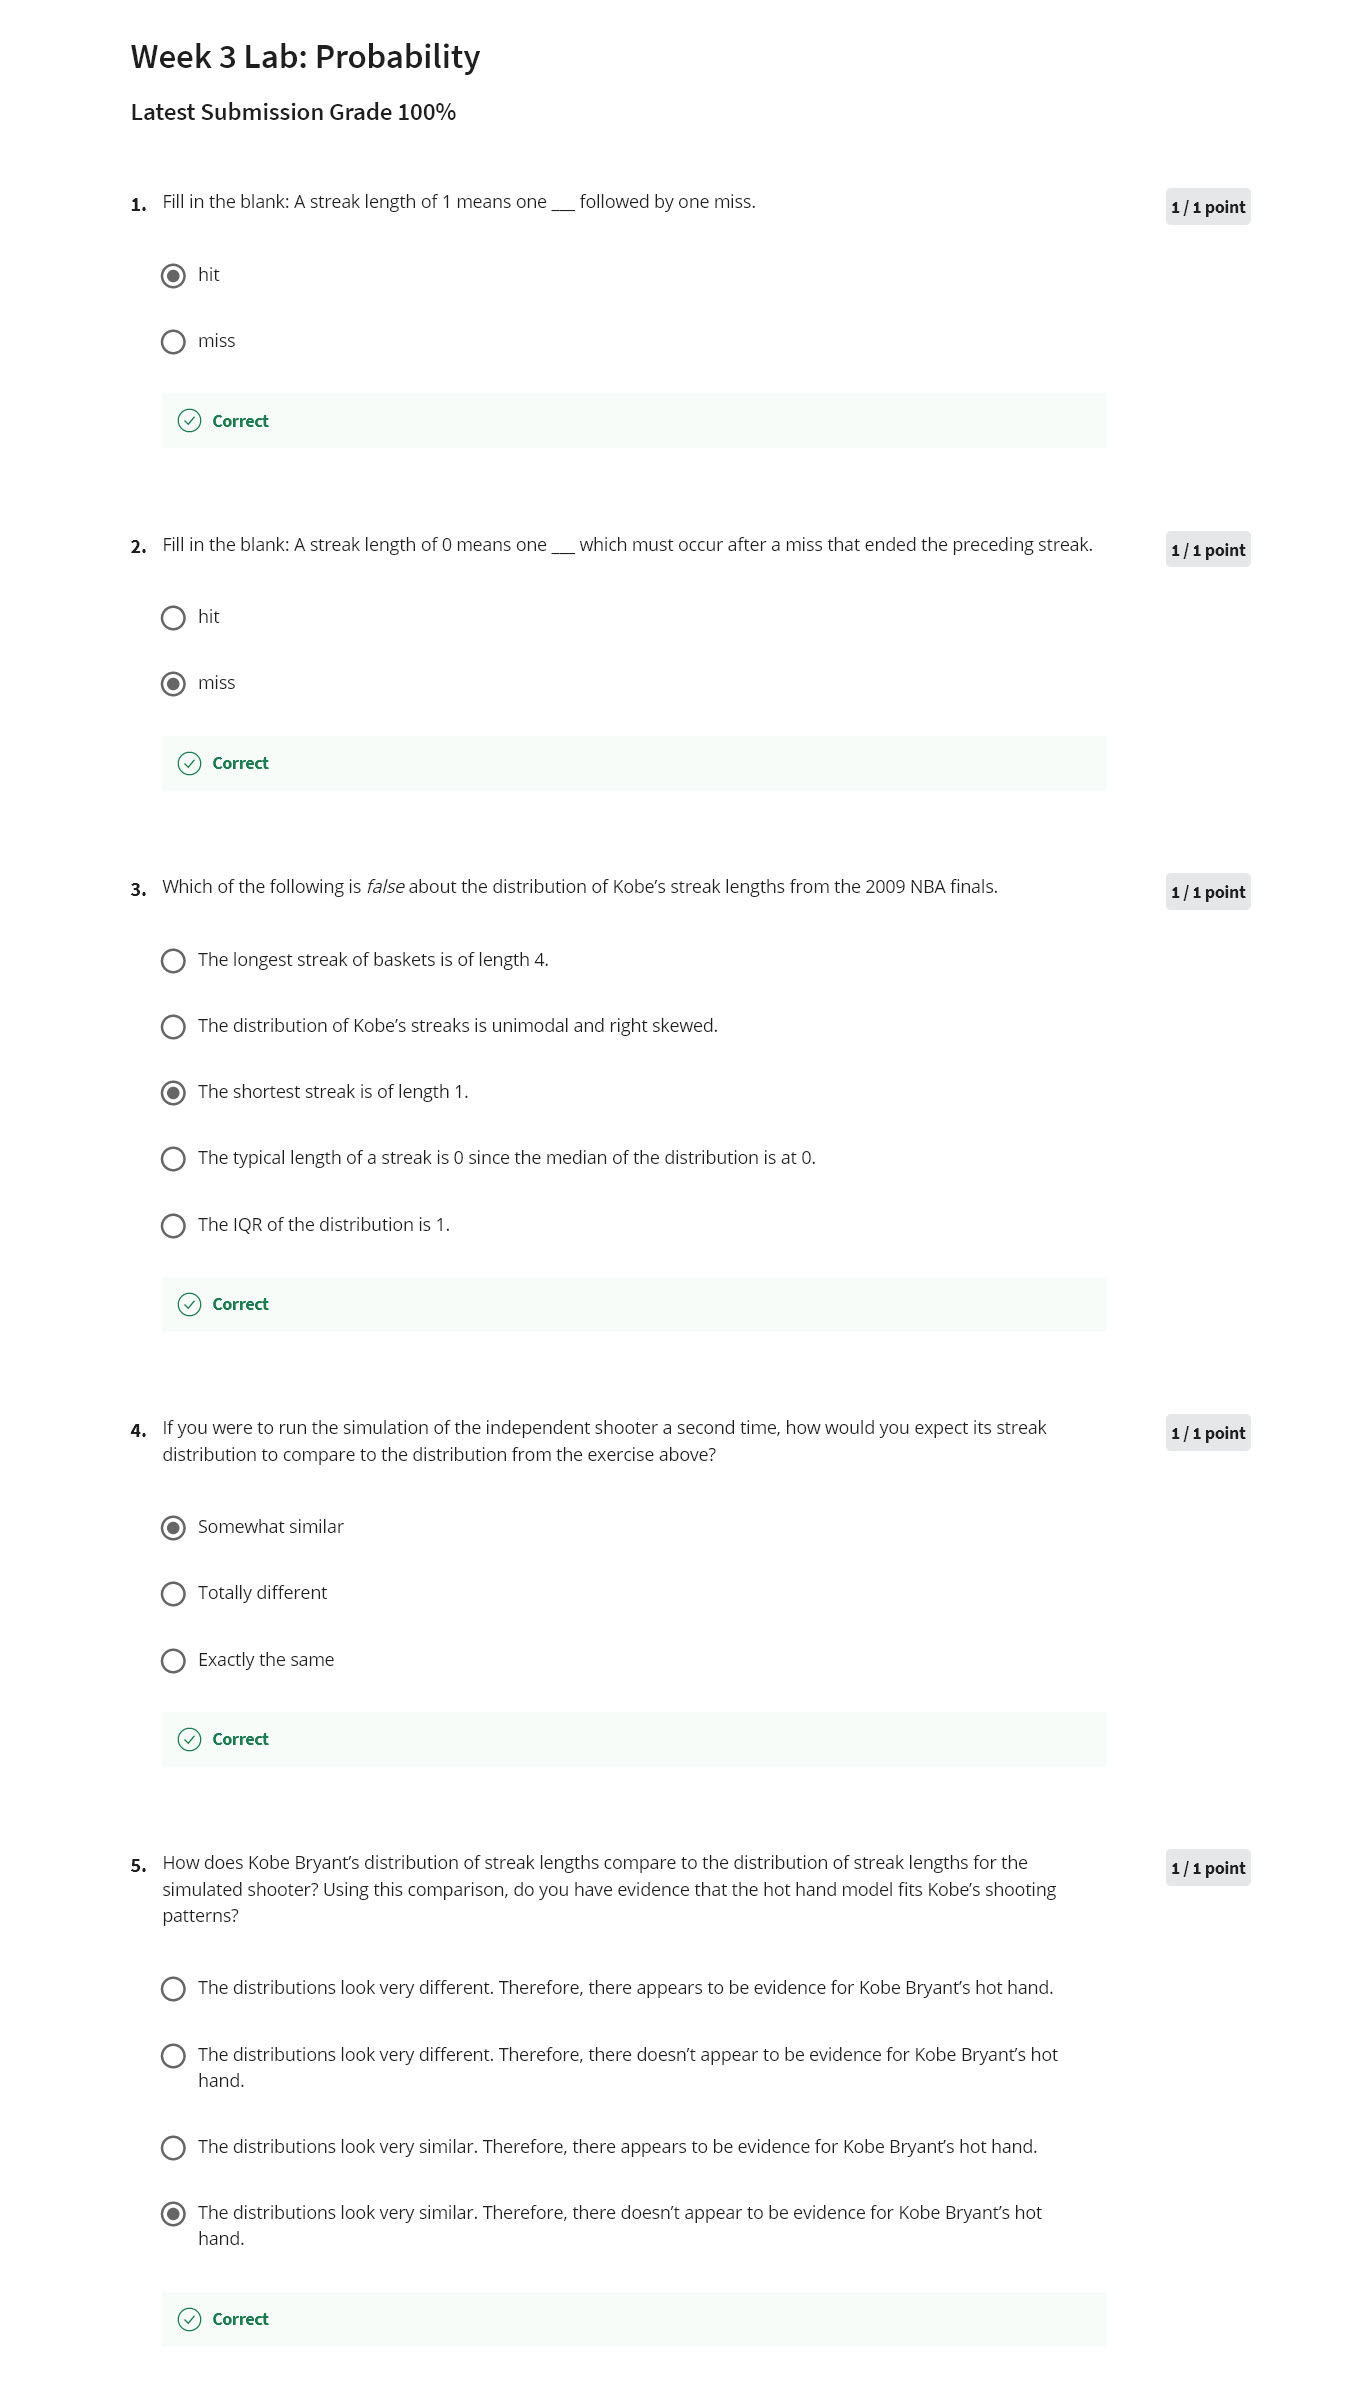 Week 3 Lab: Probability
Latest Submission Grade 100%
1. Fill in the blank: A streak length of 1 means one ___ followed by one miss.
1 / 1 point
hit
miss
Correct
2. Fill in the blank: A streak length of 0 means one ___ which must occur after a miss that ended the preceding streak.
1 / 1 point
hit
miss
Correct
3. Which of the following is false about the distribution of Kobe’s streak lengths from the 2009 NBA finals.
1 / 1 point
The longest streak of baskets is of length 4.
The distribution of Kobe’s streaks is unimodal and right skewed.
The shortest streak is of length 1.
The typical length of a streak is 0 since the median of the distribution is at 0.
The IQR of the distribution is 1.
Correct
4. If you were to run the simulation of the independent shooter a second time, how would you expect its streak
distribution to compare to the distribution from the exercise above?
1 / 1 point
Somewhat similar
Totally different
Exactly the same
Correct
5. How does Kobe Bryant’s distribution of streak lengths compare to the distribution of streak lengths for the
simulated shooter? Using this comparison, do you have evidence that the hot hand model fits Kobe’s shooting
patterns?
1 / 1 point
The distributions look very different. Therefore, there appears to be evidence for Kobe Bryant’s hot hand.
The distributions look very different. Therefore, there doesn’t appear to be evidence for Kobe Bryant’s hot
hand.
The distributions look very similar. Therefore, there appears to be evidence for Kobe Bryant’s hot hand.
The distributions look very similar. Therefore, there doesn’t appear to be evidence for Kobe Bryant’s hot
hand.
Correct